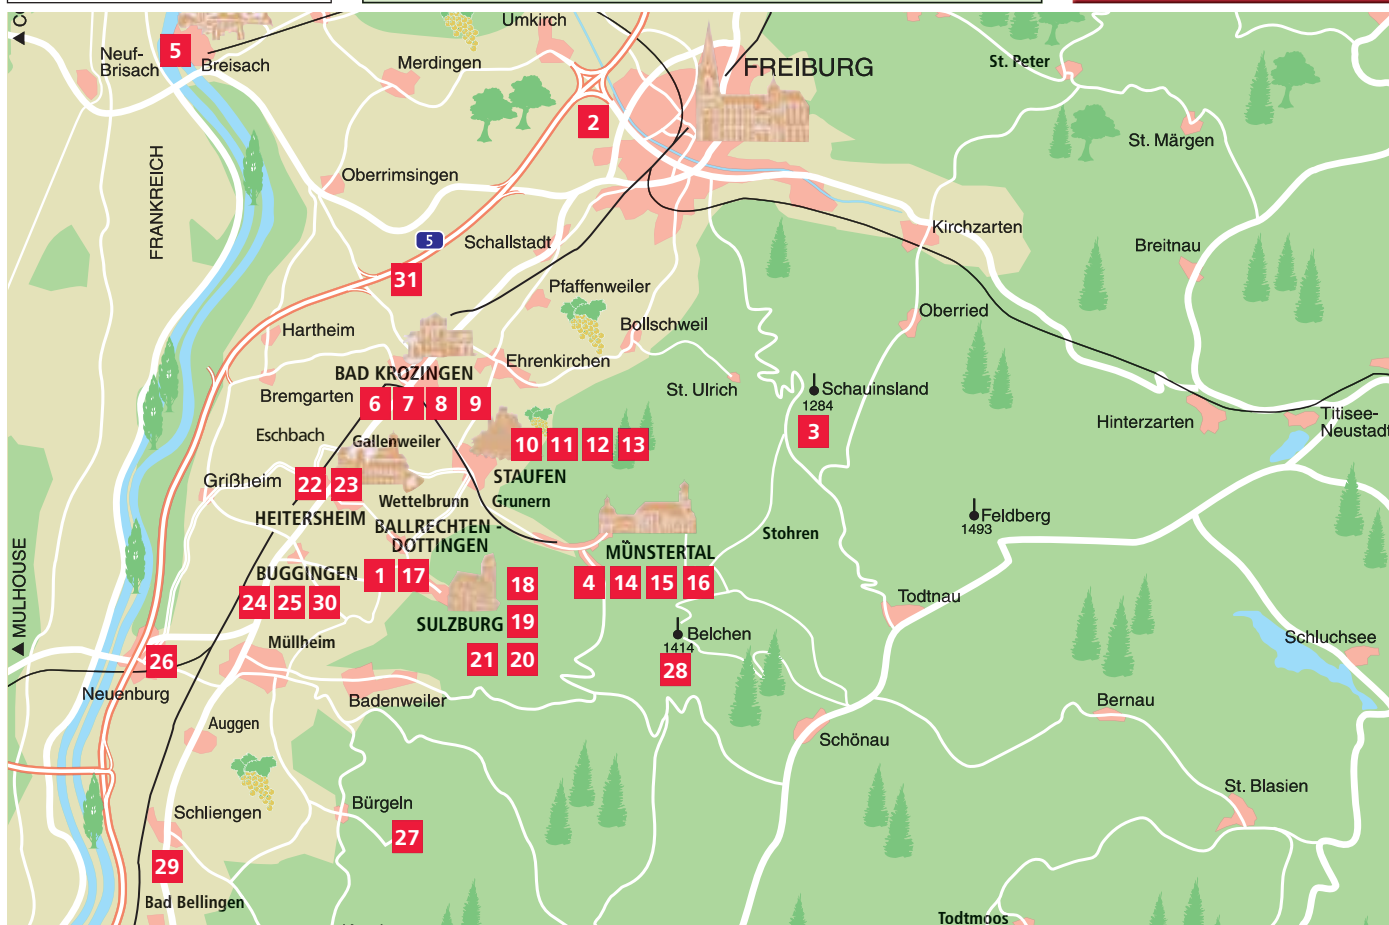 Umkirch
Neuf-
Brisach
5
Breisach
Merdingen
FREIBURG
St. Peter
2
St. Märgen
FRANKREICH
Oberrimsingen
5
Schallstadt
Kirchzarten
Breitnau
31
Pfaffenweiler
Hartheim
Bollschweil
Oberried
Ehrenkirchen
BAD KROZINGEN
St. Ulrich
Schauinsland
1284
Bremgarten
6 7 8 9
3
Hinterzarten
Titisee-
Neustadt
Eschbach
Gallenweiler
10 11 12 13
STAUFEN
Grißheim
22 23
Wettelbrunn
Grunern
HEITERSHEIM
BALLRECHTEN -
DOTTINGEN
Stohren
Feldberg
1493
MULHOUSE
MÜNSTERTAL
BUGGINGEN
1 17
18
4 14 15 16
24 25 30
SULZBURG
19
Todtnau
Müllheim
Belchen
1414
Schluchsee
26
21 20
28
Neuenburg
Badenweiler
Bernau
Auggen
Schönau
Schliengen
Bürgeln
St. Blasien
27
29
Bad Bellingen
Todtmoos